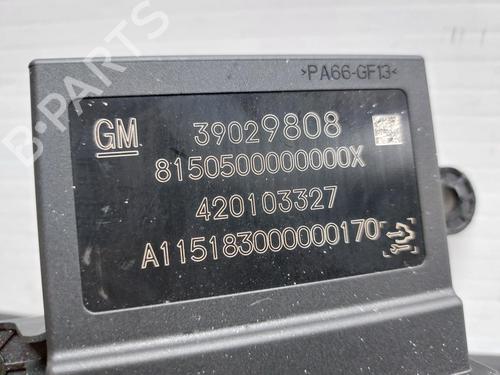 >PA66-GF13<
GM 39029808
8150500000000X
420103327
A115183000000170
B-PARTS